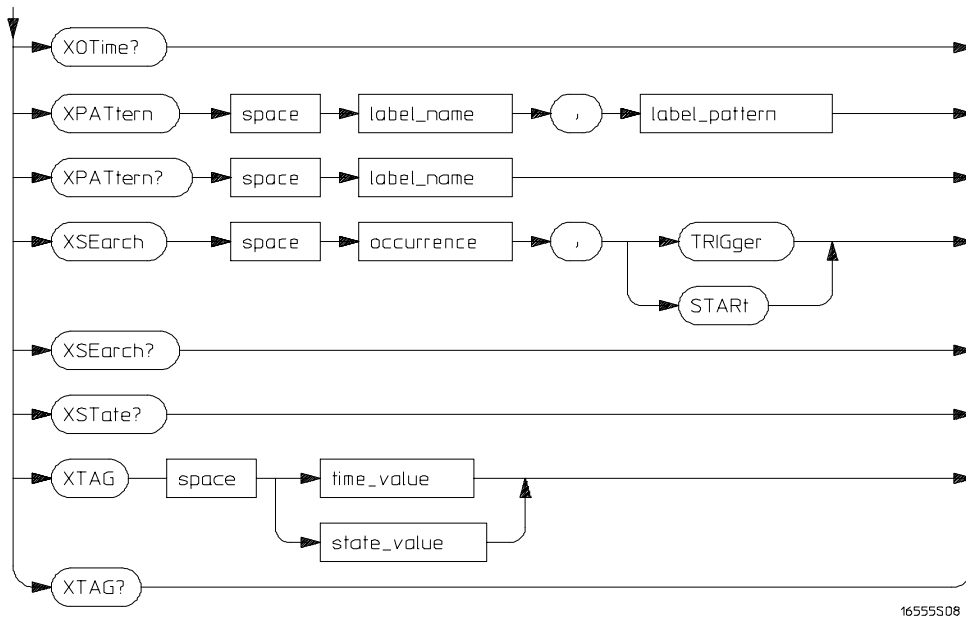 XOTime?
XPATtern space label_name , label_pattern
XPATtern? space label_name
XSEarch space occurrence , TRIGger
STARt
XSEarch?
XSTate?
XTAG space time_value
state_value
XTAG?
16555S08